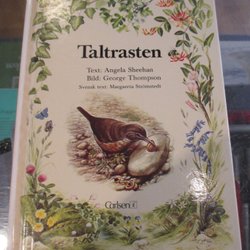 Taltrasten
Text: Angela Sheehan
Bild: George Thompson
Svensk text: Margareta Strömstedt
Carlsen